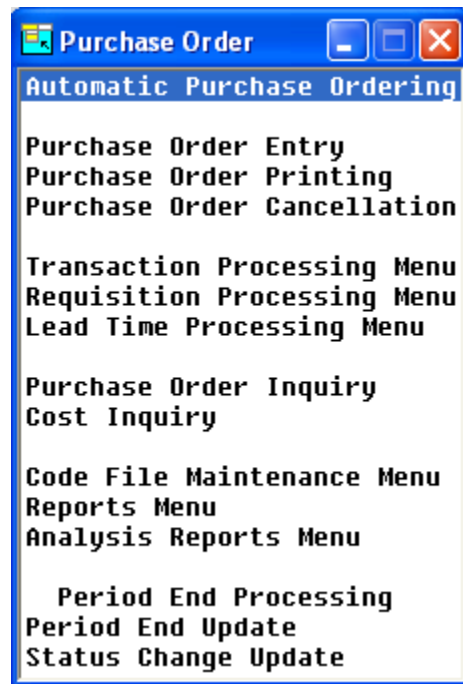 Purchase Order
Automatic Purchase Ordering
Purchase Order Entry
Purchase Order Printing
Purchase Order Cancellation
Transaction Processing Menu
Requisition Processing Menu
Lead Time Processing Menu
Purchase Order Inquiry
Cost Inquiry
Code File Maintenance Menu
Reports Menu
Analysis Reports Menu
Period End Processing
Period End Update
Status Change Update